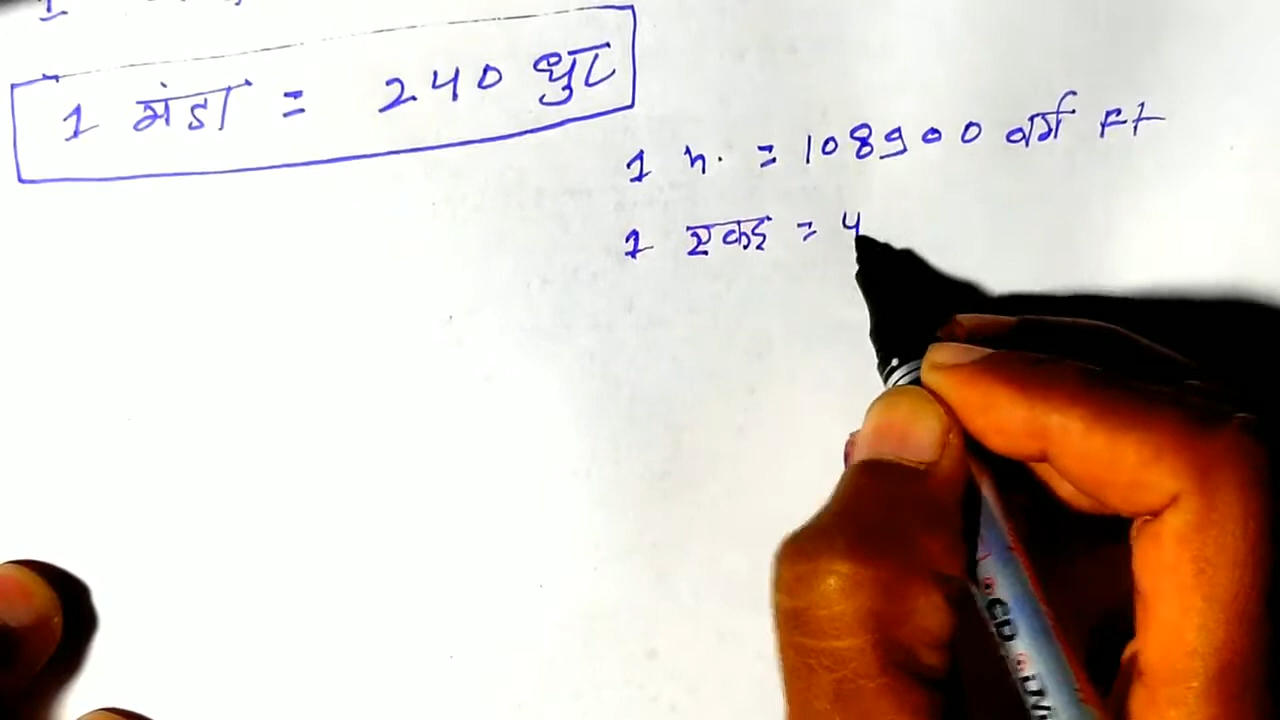 1 मंडा = 240 धुर
1 h. = 108900 वर्ग Ft
1 एकड़ = 4